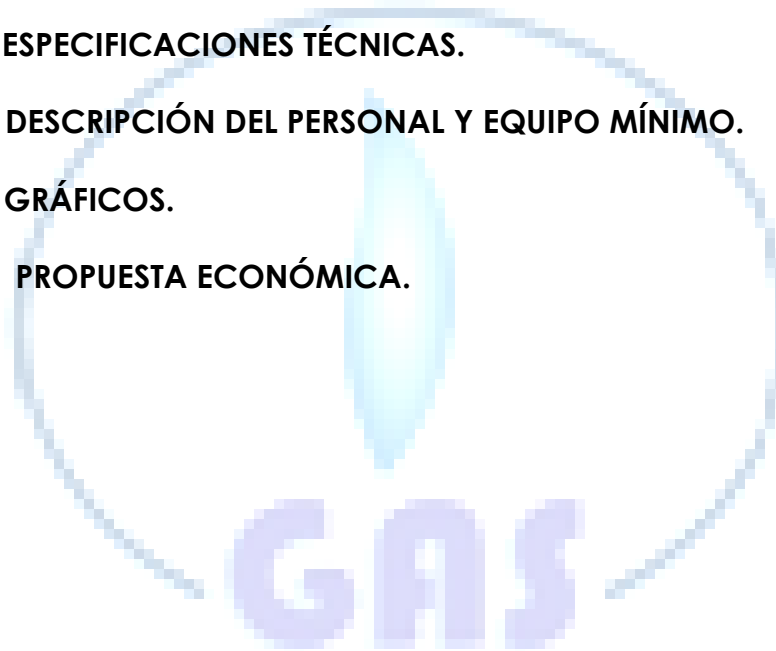 ESPECIFICACIONES TÉCNICAS.
DESCRIPCIÓN DEL PERSONAL Y EQUIPO MÍNIMO.
GRÁFICOS.
PROPUESTA ECONÓMICA.
GAS